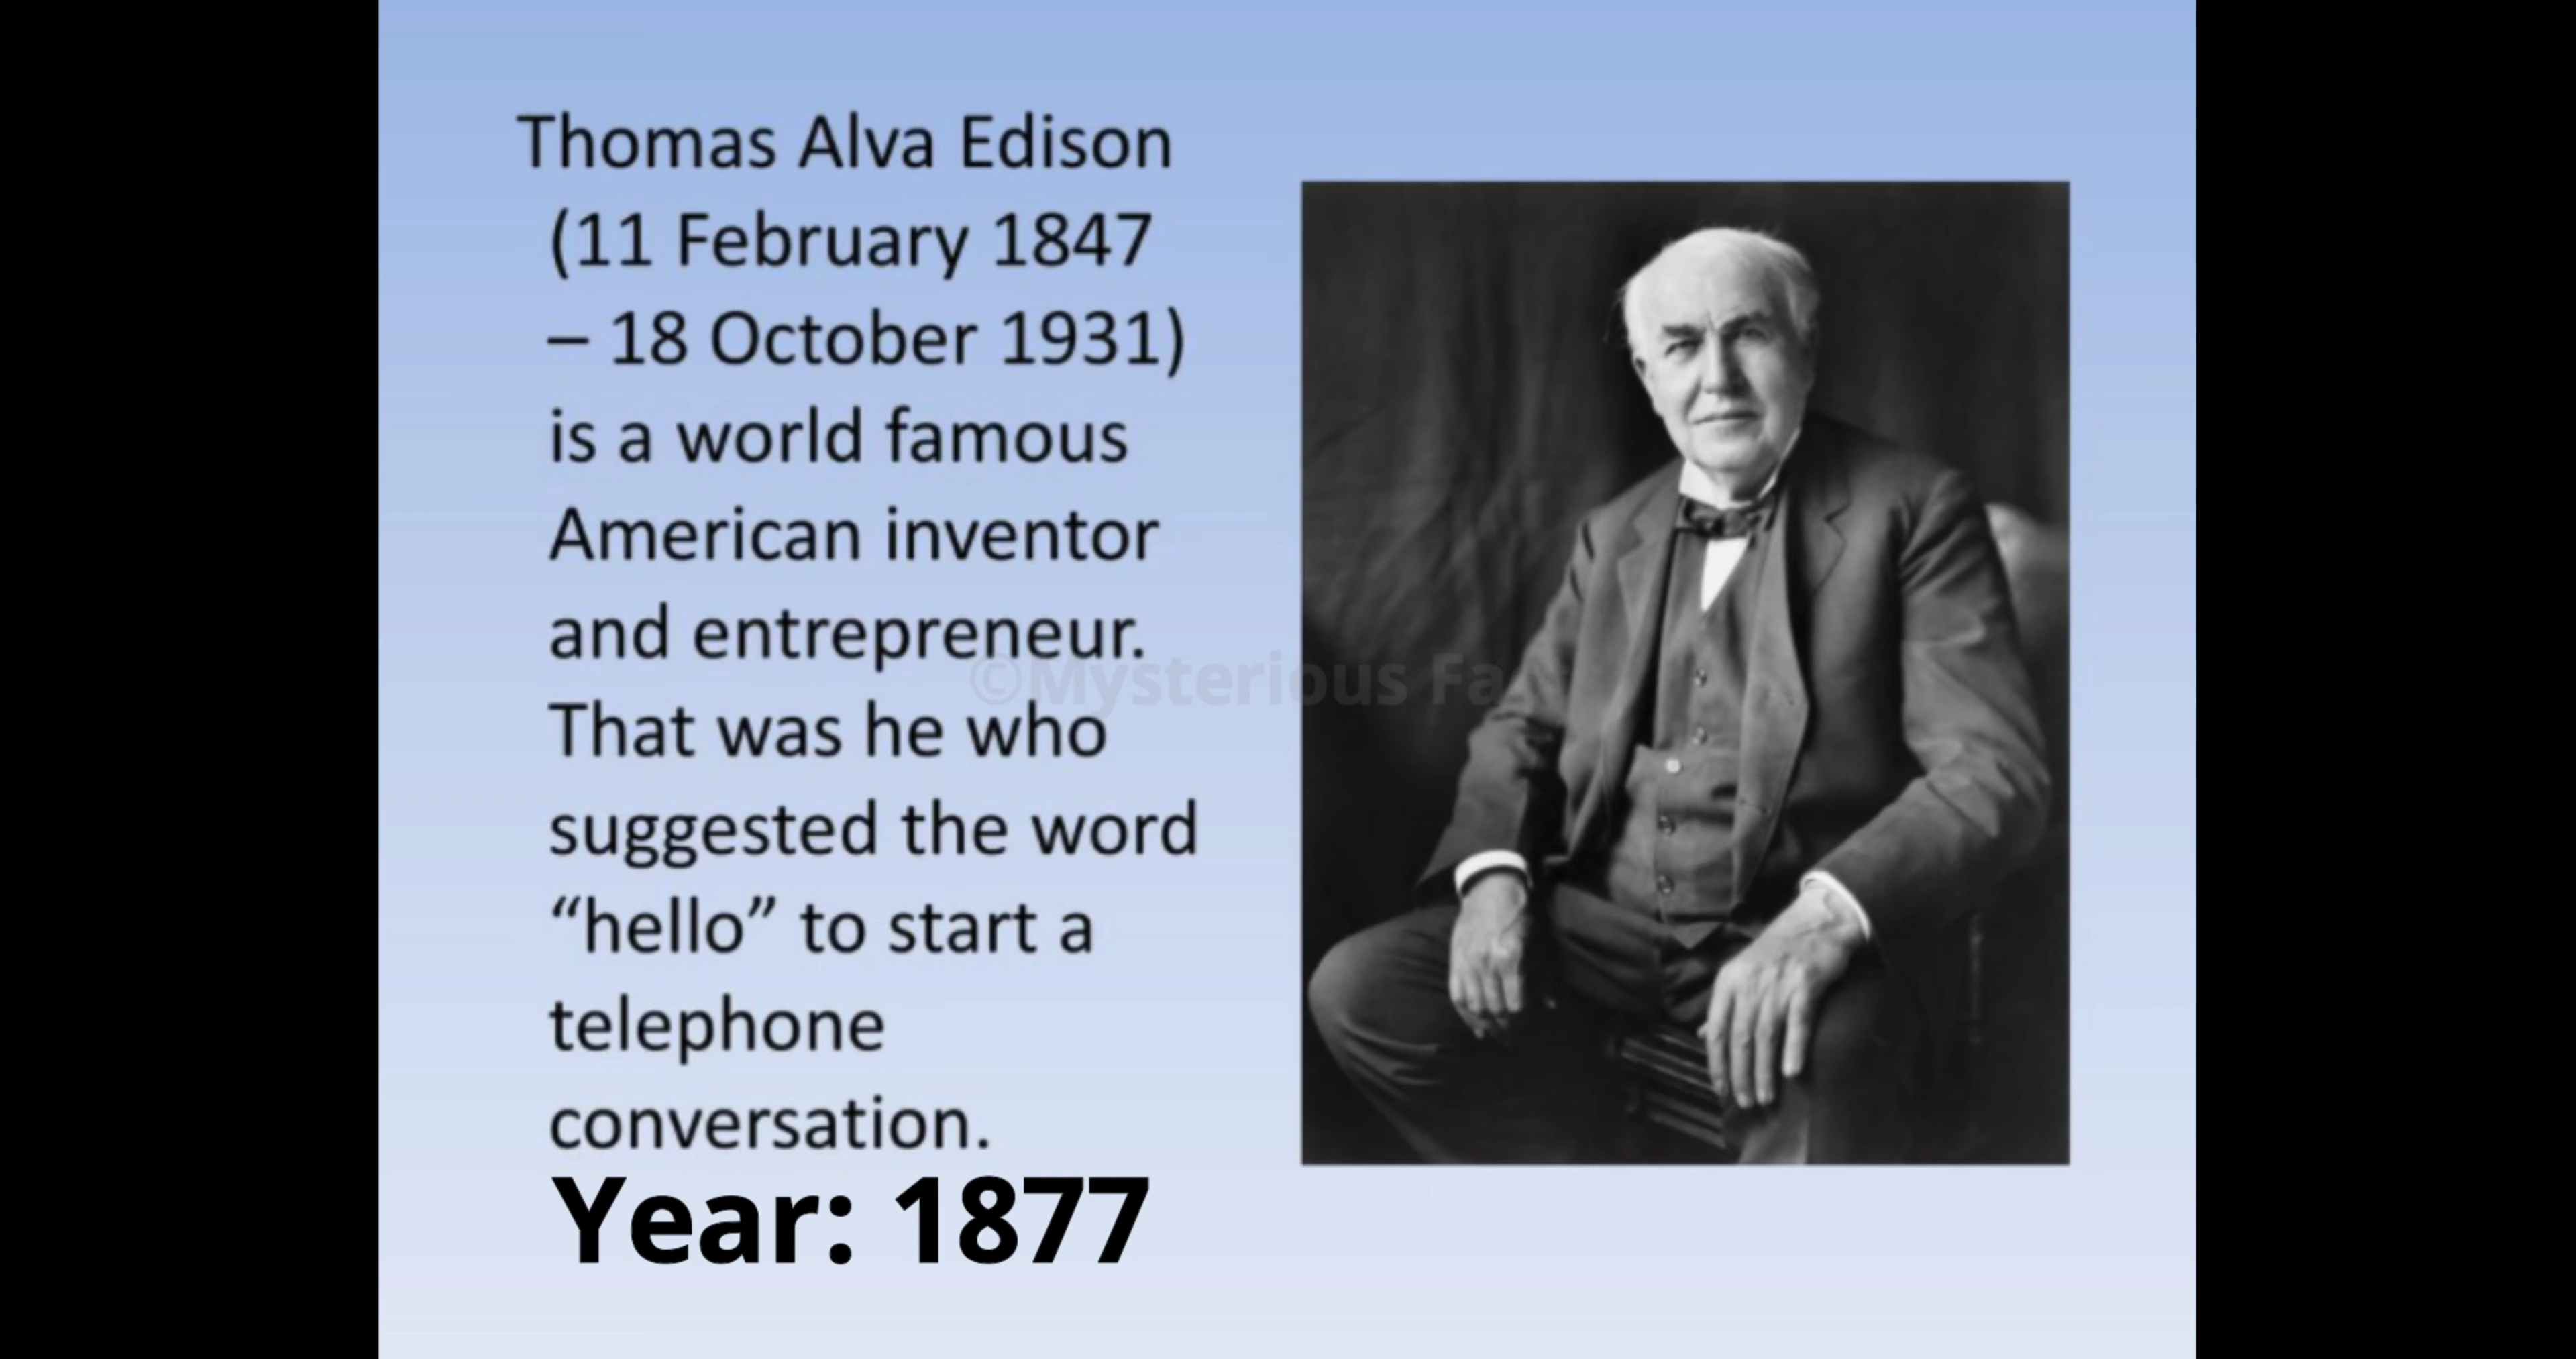 Thomas Alva Edison
(11 February 1847
– 18 October 1931)
is a world famous
American inventor
and entrepreneur.
©Mysterious
That was he who
suggested the word
“hello” to start a
telephone
conversation.
Year: 1877